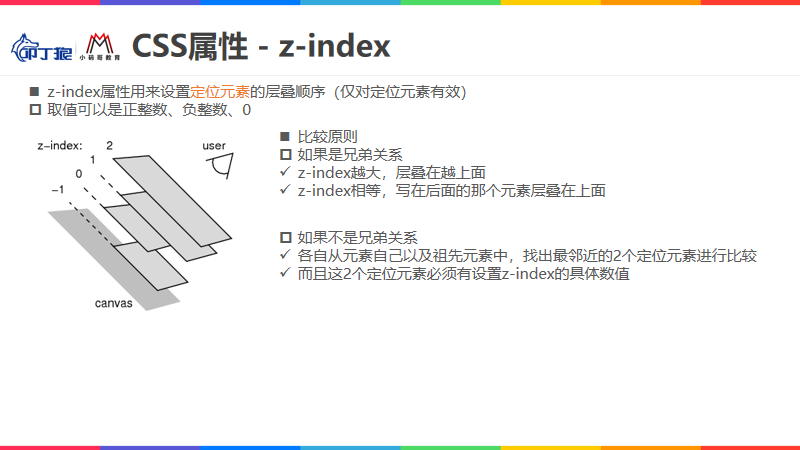 叩丁狼
小码哥教育
CSS属性 - z-index
z-index属性用来设置定位元素的层叠顺序（仅对定位元素有效）
取值可以是正整数、负整数、0
z-index: 2
1
0
-1
user
canvas
比较原则
如果是兄弟关系
z-index越大，层叠在越上面
z-index相等，写在后面的那个元素层叠在上面
如果不是兄弟关系
各自从元素自己以及祖先元素中，找出最邻近的2个定位元素进行比较
而且这2个定位元素必须有设置z-index的具体数值